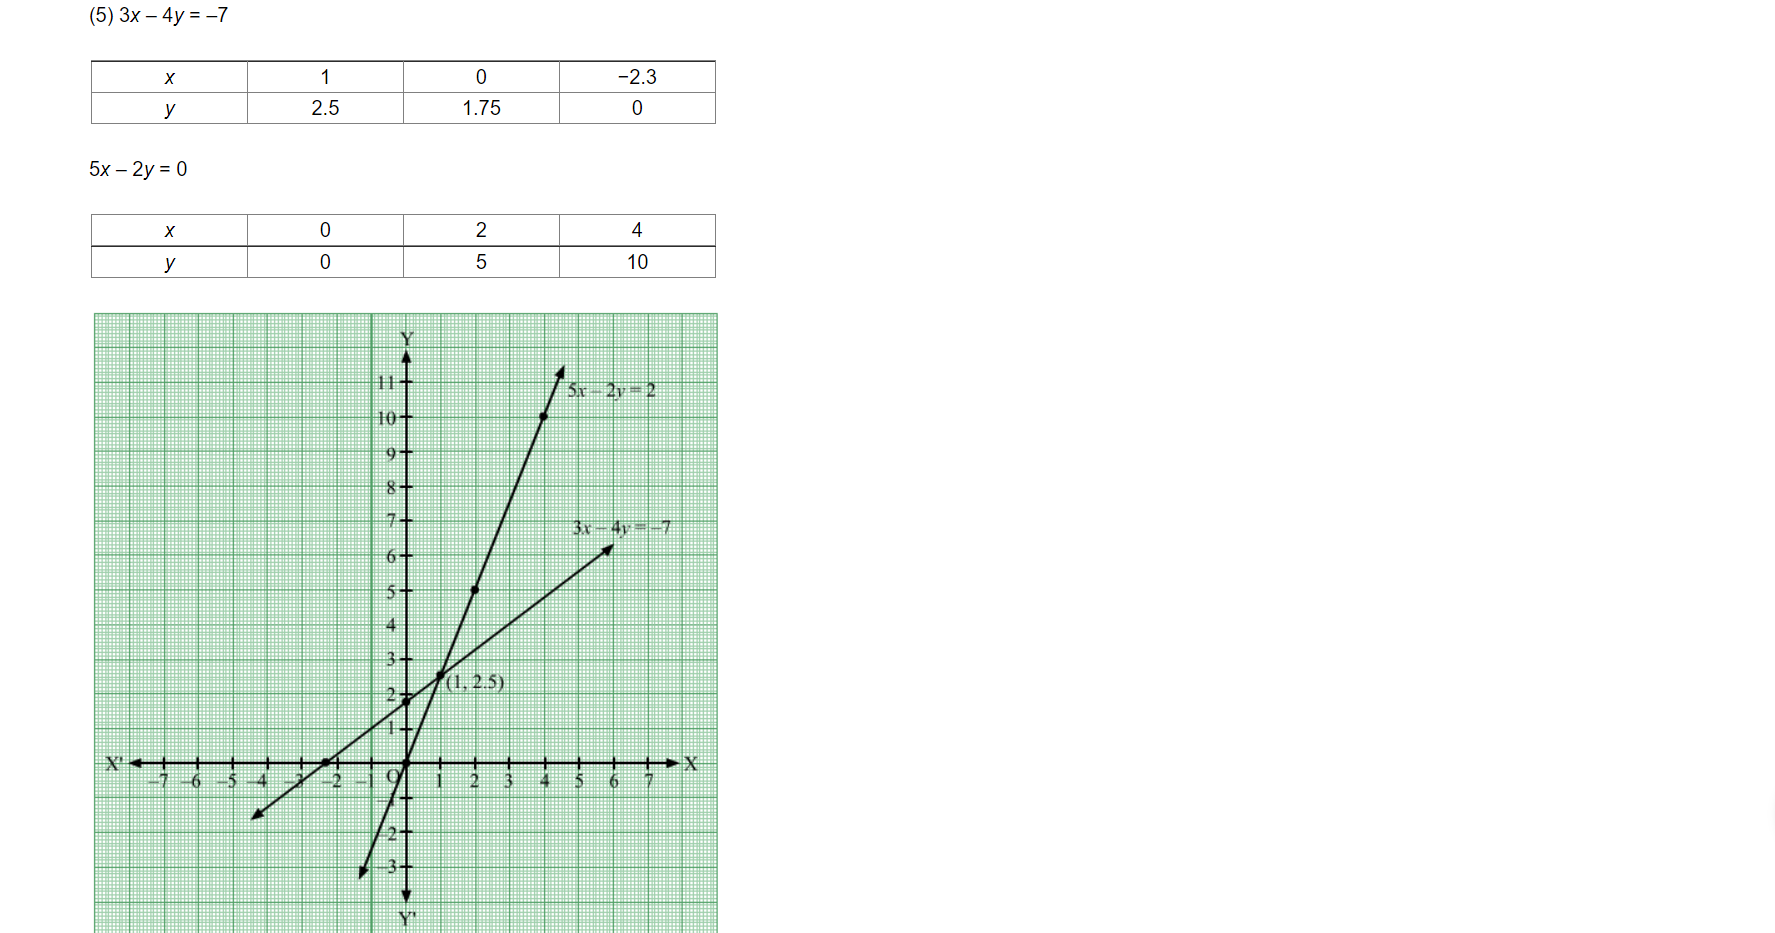 (5) 3x – 4y = –7
x 1 0 −2.3
y 2.5 1.75 0
5x – 2y = 0
x 0 2 4
y 0 5 10
Y
11
5x – 2y = 2
10
9
8
7
3x – 4y = –7
6
5
4
3
(1, 2.5)
2
1
X' X
–7 –6 –5 –4 –3 –2 –1 O 1 2 3 4 5 6 7
–2
–3
Y'